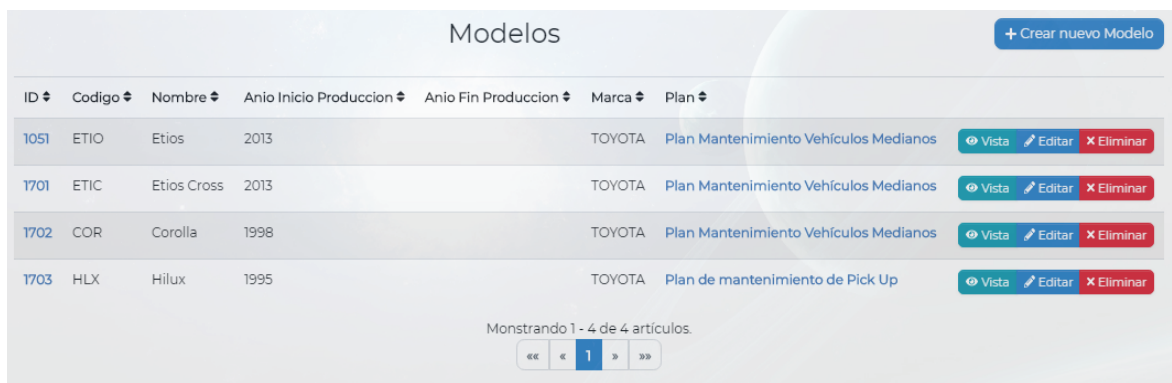 Modelos
+ Crear nuevo Modelo
ID Codigo Nombre Anio Inicio Produccion Anio Fin Produccion Marca Plan
1051 ETIO Etios 2013 TOYOTA Plan Mantenimiento Vehículos Medianos Vista Editar × Eliminar
1701 ETIC Etios Cross 2013 TOYOTA Plan Mantenimiento Vehículos Medianos Vista Editar × Eliminar
1702 COR Corolla 1998 TOYOTA Plan Mantenimiento Vehículos Medianos Vista Editar × Eliminar
1703 HLX Hilux 1995 TOYOTA Plan de mantenimiento de Pick Up Vista Editar × Eliminar
Monstrando 1 - 4 de 4 artículos.
«« « 1 » »»